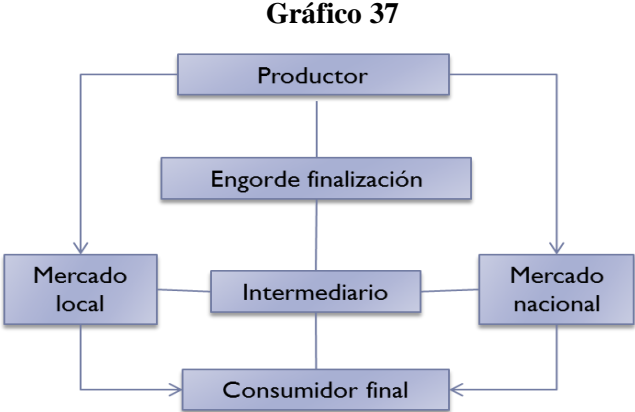 Gráfico 37
Productor
Engorde finalización
Mercado
local
Intermediario
Mercado
nacional
Consumidor final